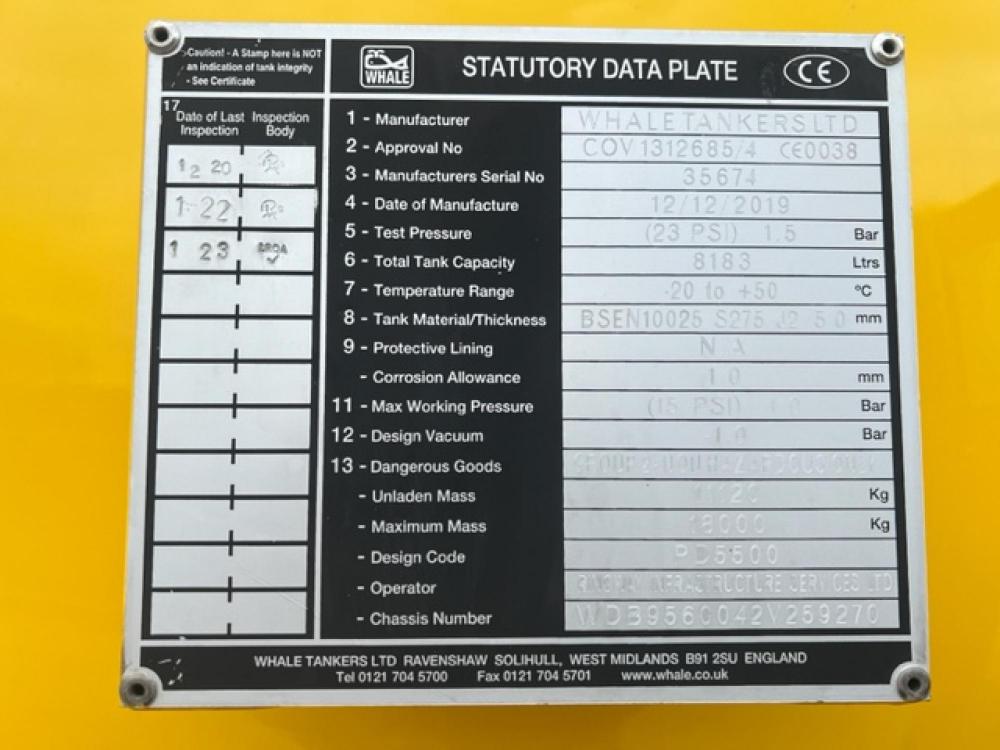 Caution! - A Stamp here is NOT
an indication of tank integrity
- See Certificate
WHALE
STATUTORY DATA PLATE
CE
17
Date of Last Inspection
Inspection Body
1 2 20
1 22
1 23
1 - Manufacturer WHALE TANKERS LTD
2 - Approval No COV1312685/4 CE0038
3 - Manufacturers Serial No 35674
4 - Date of Manufacture 12/12/2019
5 - Test Pressure (23 PSI) 1.5 Bar
6 - Total Tank Capacity 8183 Ltrs
7 - Temperature Range -20 to +50 °C
8 - Tank Material/Thickness BSEN10025 S275 J2 5.0 mm
9 - Protective Lining N A
- Corrosion Allowance 1.0 mm
11 - Max Working Pressure (15 PSI) 1.0 Bar
12 - Design Vacuum -1.0 Bar
13 - Dangerous Goods
- Unladen Mass 11120 Kg
- Maximum Mass 18000 Kg
- Design Code PD5500
- Operator RINGWAY INFRASTRUCTURE SERVICES LTD
- Chassis Number WDB9560042V259270
WHALE TANKERS LTD RAVENSHAW SOLIHULL, WEST MIDLANDS B91 2SU ENGLAND
Tel 0121 704 5700 Fax 0121 704 5701 www.whale.co.uk